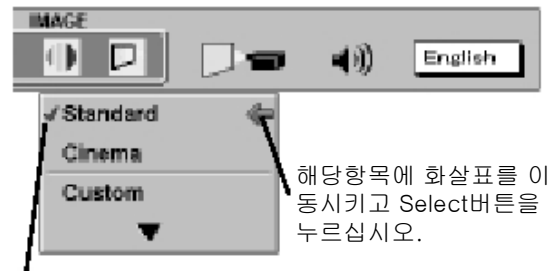 IMAGE
English
Standard
Cinema
Custom
해당항목에 화살표를 이
동시키고 Select버튼을
누르십시오.